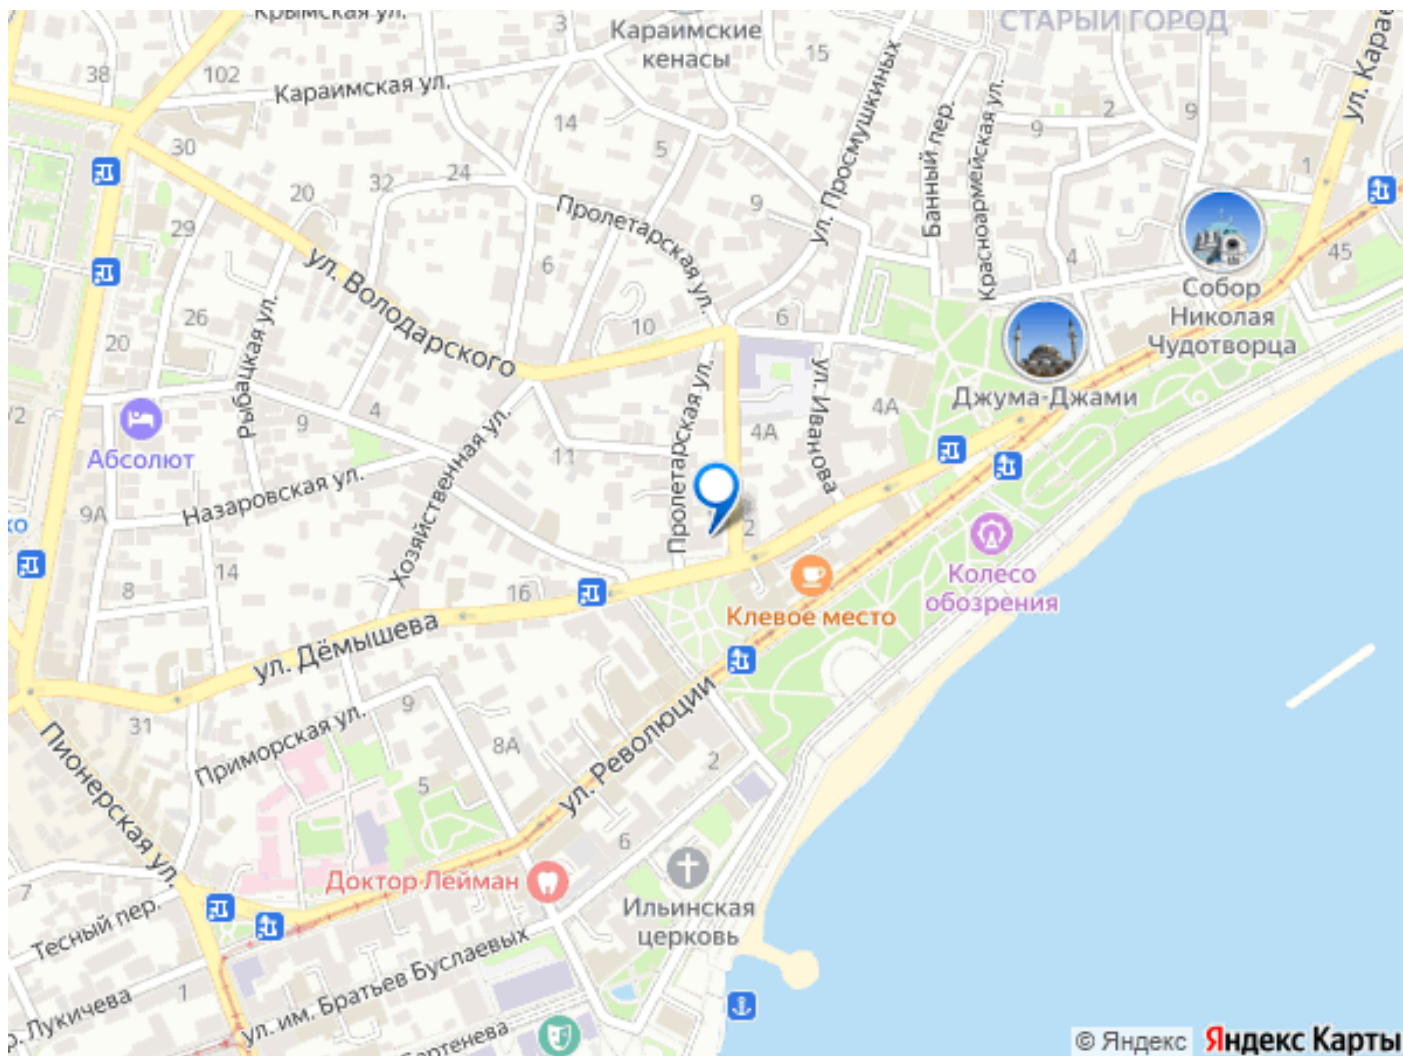 Крымская ул.
Караимские
кенасы
СТАРЫЙ ГОРОД
3
15
38
102
Караимская ул.
14
5
ул. Просмушкиных
Банный пер.
Красноармейская ул.
2
9
9
1
30
20
32
24
Пролетарская ул.
9
29
6
4
45
Собор
Николая
Чудотворца
ул. Володарского
26
20
Рыбацкая ул.
10
6
Джума-Джами
Пролетарская ул.
ул. Иванова
4А
4А
/2
4
9
11
Абсолют
Хозяйственная ул.
Назаровская ул.
9А
ко
2
8
14
16
Клевое место
Колесо
обозрения
ул. Дёмышева
31
9
Приморская ул.
8А
5
2
ул. Революции
Пионерская ул.
6
7
Доктор Лейман
Ильинская
церковь
Тесный пер.
1
р. Лукичева
ул. им. Братьев Буслаевых
© Яндекс Яндекс Карты